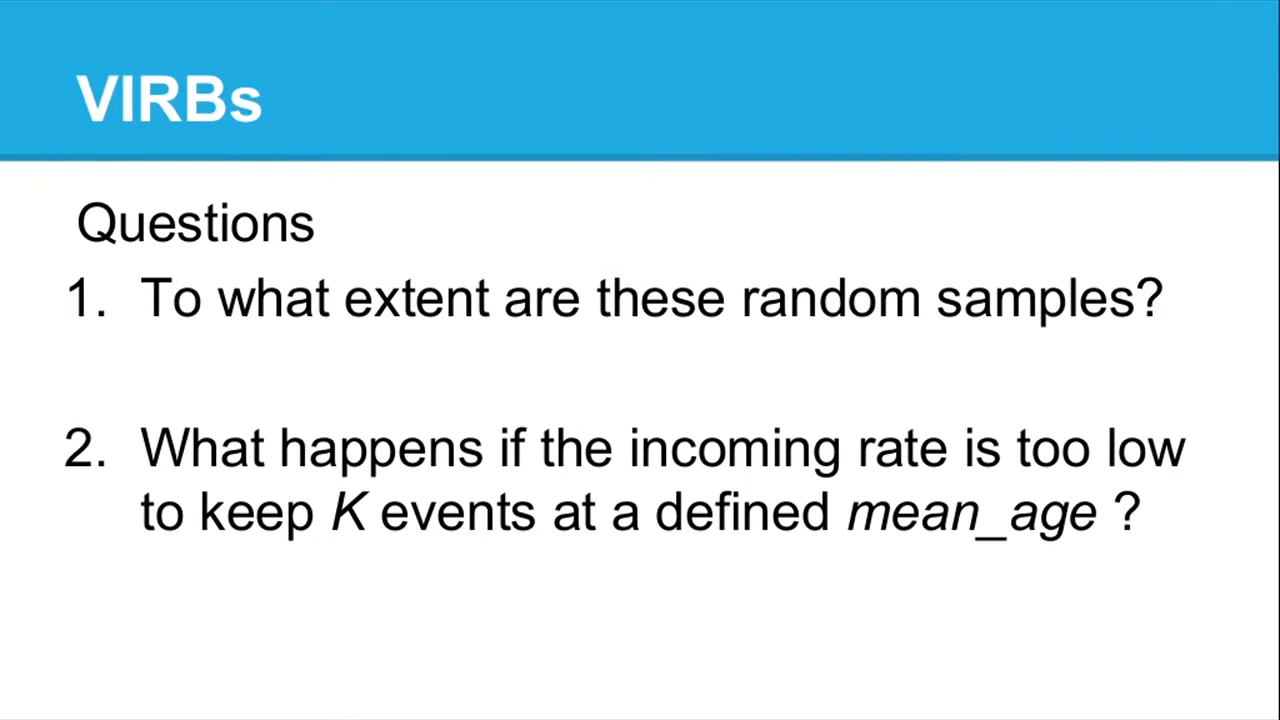 VIRBs
Questions
1. To what extent are these random samples?
2. What happens if the incoming rate is too low
to keep K events at a defined mean_age ?